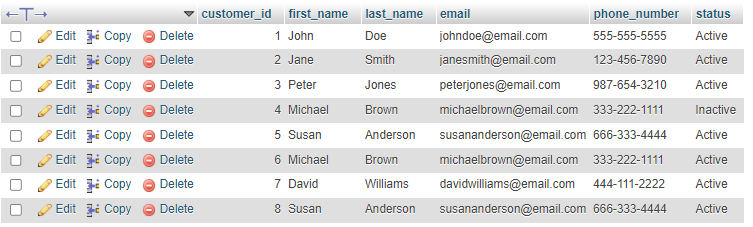 customer_id first_name last_name email phone_number status
Edit Copy Delete 1 John Doe johndoe@email.com 555-555-5555 Active
Edit Copy Delete 2 Jane Smith janesmith@email.com 123-456-7890 Active
Edit Copy Delete 3 Peter Jones peterjones@email.com 987-654-3210 Active
Edit Copy Delete 4 Michael Brown michaelbrown@email.com 333-222-1111 Inactive
Edit Copy Delete 5 Susan Anderson susananderson@email.com 666-333-4444 Active
Edit Copy Delete 6 Michael Brown michaelbrown@email.com 333-222-1111 Active
Edit Copy Delete 7 David Williams davidwilliams@email.com 444-111-2222 Active
Edit Copy Delete 8 Susan Anderson susananderson@email.com 666-333-4444 Active